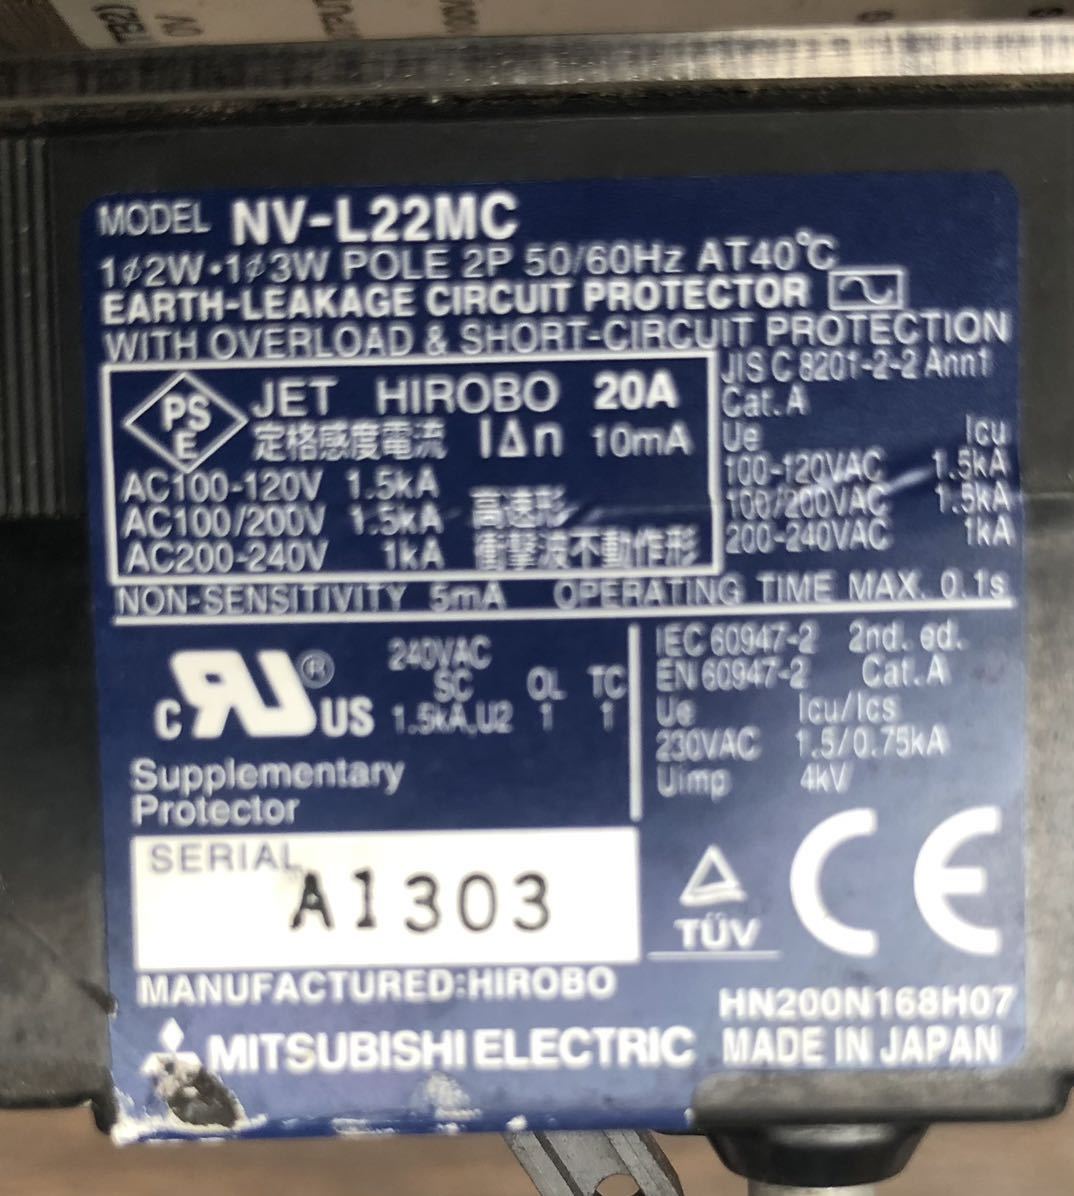 MODEL NV-L22MC
1φ2W・1φ3W POLE 2P 50/60Hz AT40℃
EARTH-LEAKAGE CIRCUIT PROTECTOR
WITH OVERLOAD & SHORT-CIRCUIT PROTECTION
PS
E
JET HIROBO 20A
定格感度電流 IΔn 10mA
AC100-120V 1.5kA
AC100/200V 1.5kA 高速形
AC200-240V 1kA 衝撃波不動作形
JIS C 8201-2-2 Ann1
Cat.A
Ue Icu
100-120VAC 1.5kA
100/200VAC 1.5kA
200-240VAC 1kA
NON-SENSITIVITY 5mA OPERATING TIME MAX. 0.1s
C RU ® US
240VAC
SC OL TC
1.5kA,U2 1 1
Supplementary
Protector
IEC 60947-2 2nd. ed.
EN 60947-2 Cat.A
Ue Icu/Ics
230VAC 1.5/0.75kA
Uimp 4kV
SERIAL
A1303
TÜV
CE
MANUFACTURED:HIROBO
HN200N168H07
MITSUBISHI ELECTRIC MADE IN JAPAN